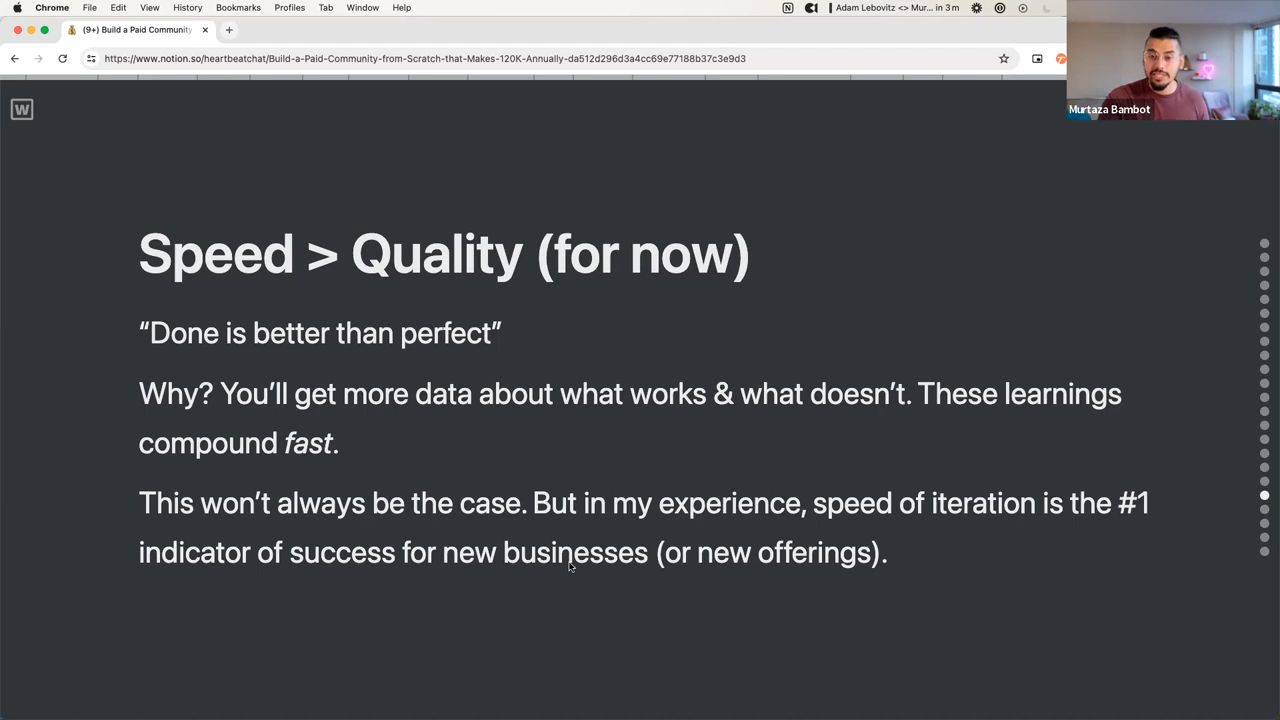 Chrome File Edit View History Bookmarks Profiles Tab Window Help
Adam Lebovitz <> Mur... in 3 m
(9+) Build a Paid Community
https://www.notion.so/heartbeatchat/Build-a-Paid-Community-from-Scratch-that-Makes-120K-Annually-da512d296d3a4cc69e77188b37c3e9d3
Murtaza Bambot
W
Speed > Quality (for now)
“Done is better than perfect”
Why? You’ll get more data about what works & what doesn’t. These learnings
compound fast.
This won’t always be the case. But in my experience, speed of iteration is the #1
indicator of success for new businesses (or new offerings).